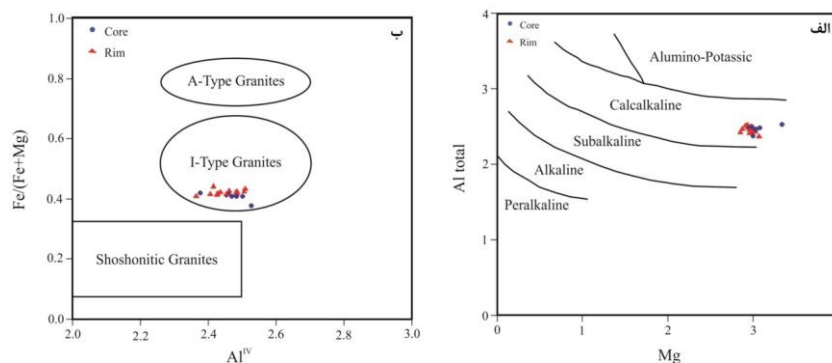 ب
Core
Rim
A-Type Granites
I-Type Granites
Shoshonitic Granites
Fe/(Fe+Mg)
1.0
0.8
0.6
0.4
0.2
0.0
2.0 2.2 2.4 2.6 2.8 3.0
Al^IV
الف
Core
Rim
Alumino-Potassic
Calcalkaline
Subalkaline
Alkaline
Peralkaline
Al total
4
3
2
1
0
0 1 2 3
Mg